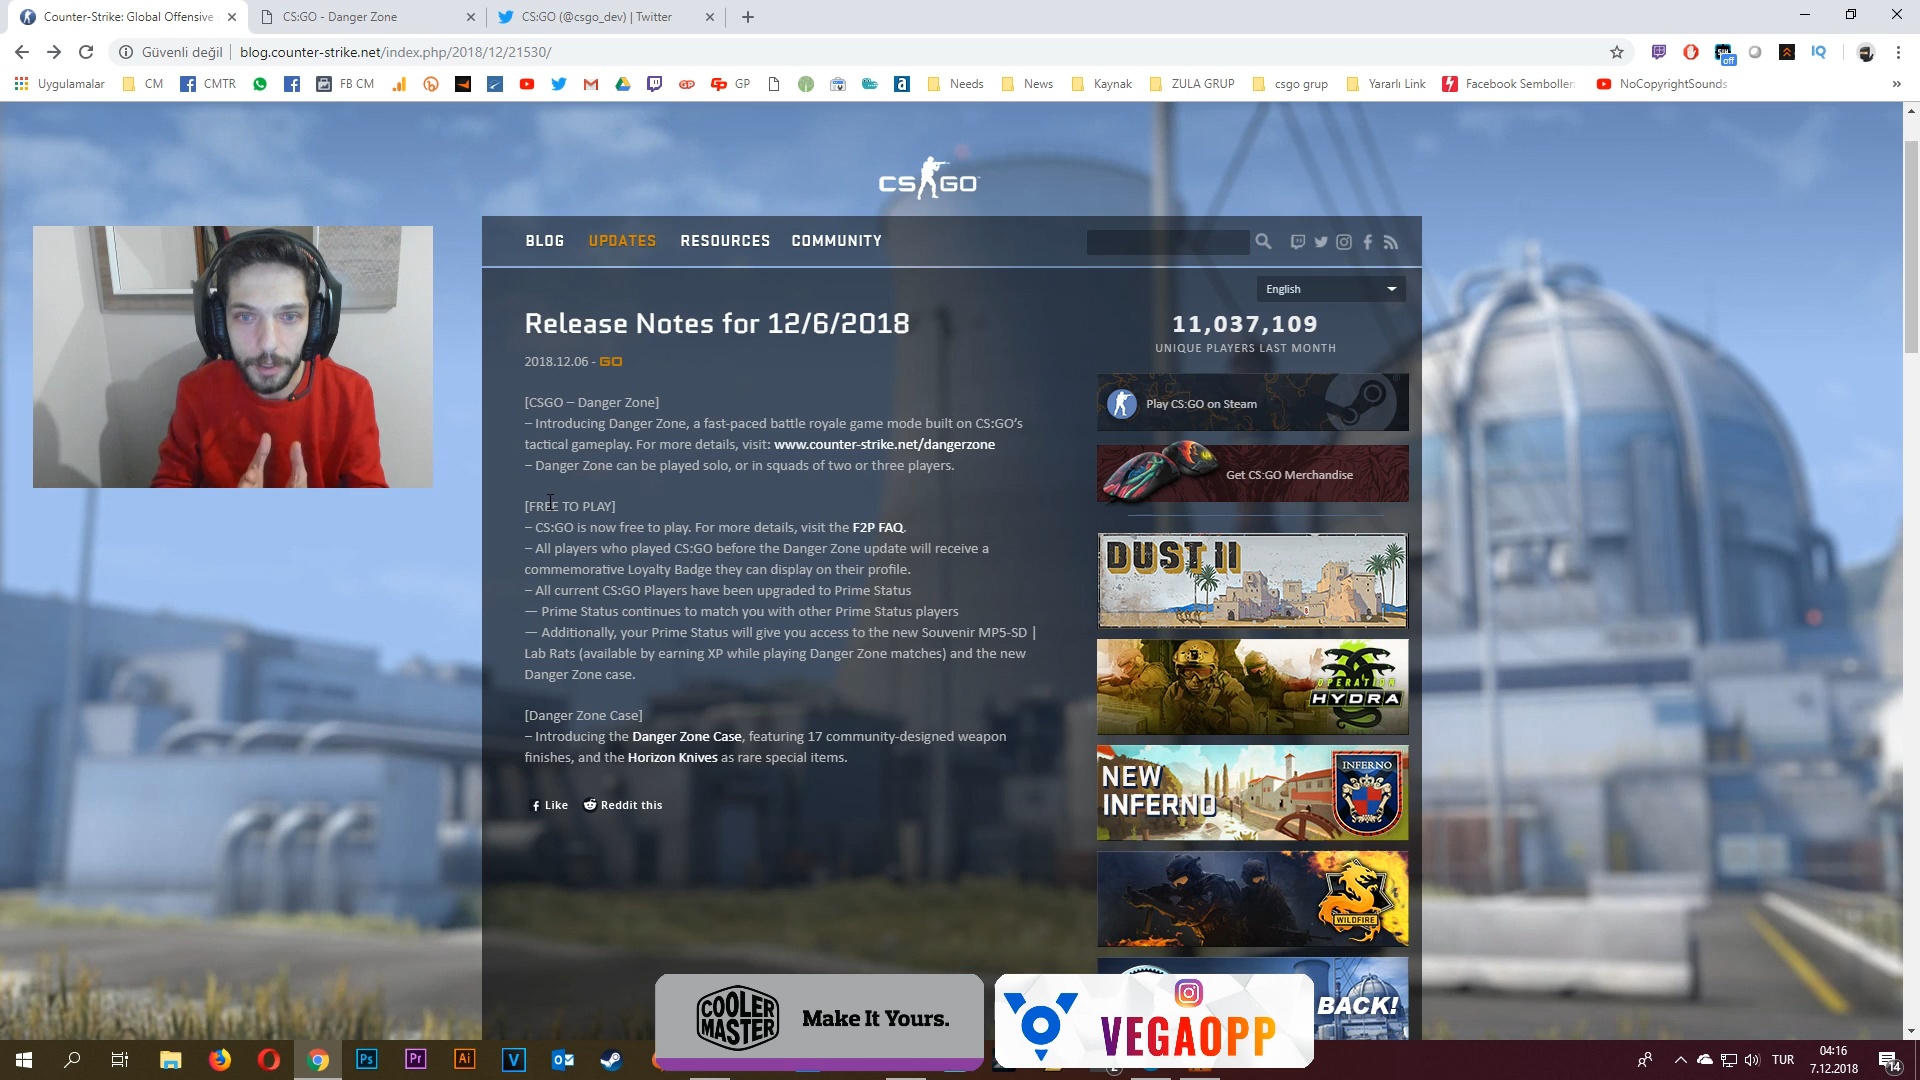 Counter-Strike: Global Offensive
CS:GO - Danger Zone
CS:GO (@csgo_dev) | Twitter
Güvenli değil
blog.counter-strike.net/index.php/2018/12/21530/
off
IQ
Uygulamalar
CM
CMTR
FB CM
GP
Needs
News
Kaynak
ZULA GRUP
csgo grup
Yararlı Link
Facebook Semboller
NoCopyrightSounds
CS GO
BLOG
UPDATES
RESOURCES
COMMUNITY
English
Release Notes for 12/6/2018
2018.12.06 - GO
[CSGO – Danger Zone]
– Introducing Danger Zone, a fast-paced battle royale game mode built on CS:GO's
tactical gameplay. For more details, visit: www.counter-strike.net/dangerzone
– Danger Zone can be played solo, or in squads of two or three players.
[FREE TO PLAY]
– CS:GO is now free to play. For more details, visit the F2P FAQ.
– All players who played CS:GO before the Danger Zone update will receive a
commemorative Loyalty Badge they can display on their profile.
– All current CS:GO Players have been upgraded to Prime Status
— Prime Status continues to match you with other Prime Status players
— Additionally, your Prime Status will give you access to the new Souvenir MP5-SD |
Lab Rats (available by earning XP while playing Danger Zone matches) and the new
Danger Zone case.
[Danger Zone Case]
– Introducing the Danger Zone Case, featuring 17 community-designed weapon
finishes, and the Horizon Knives as rare special items.
Like
Reddit this
11,037,109
UNIQUE PLAYERS LAST MONTH
Play CS:GO on Steam
Get CS:GO Merchandise
DUST II
OPERATION
HYDRA
NEW
INFERNO
INFERNO
WILDFIRE
BACK!
COOLER
MASTER
Make It Yours.
VEGAOPP
Ps
Pr
Ai
V
TUR
04:16
7.12.2018
14